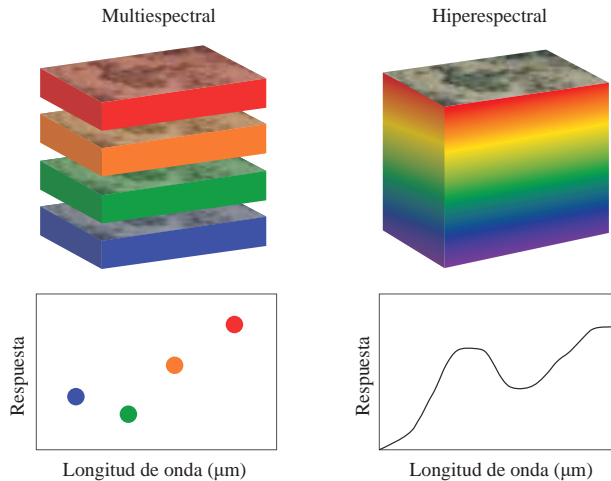 Multiespectral
Hiperespectral
Respuesta
Longitud de onda (μm)
Respuesta
Longitud de onda (μm)